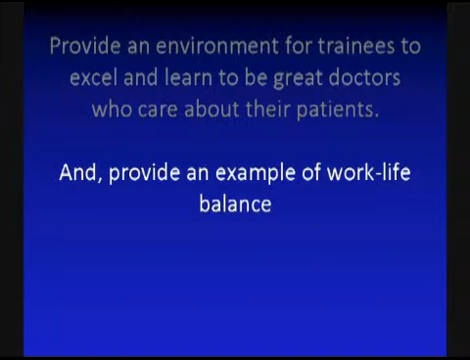 Provide an environment for trainees to
excel and learn to be great doctors
who care about their patients.
And, provide an example of work-life
balance